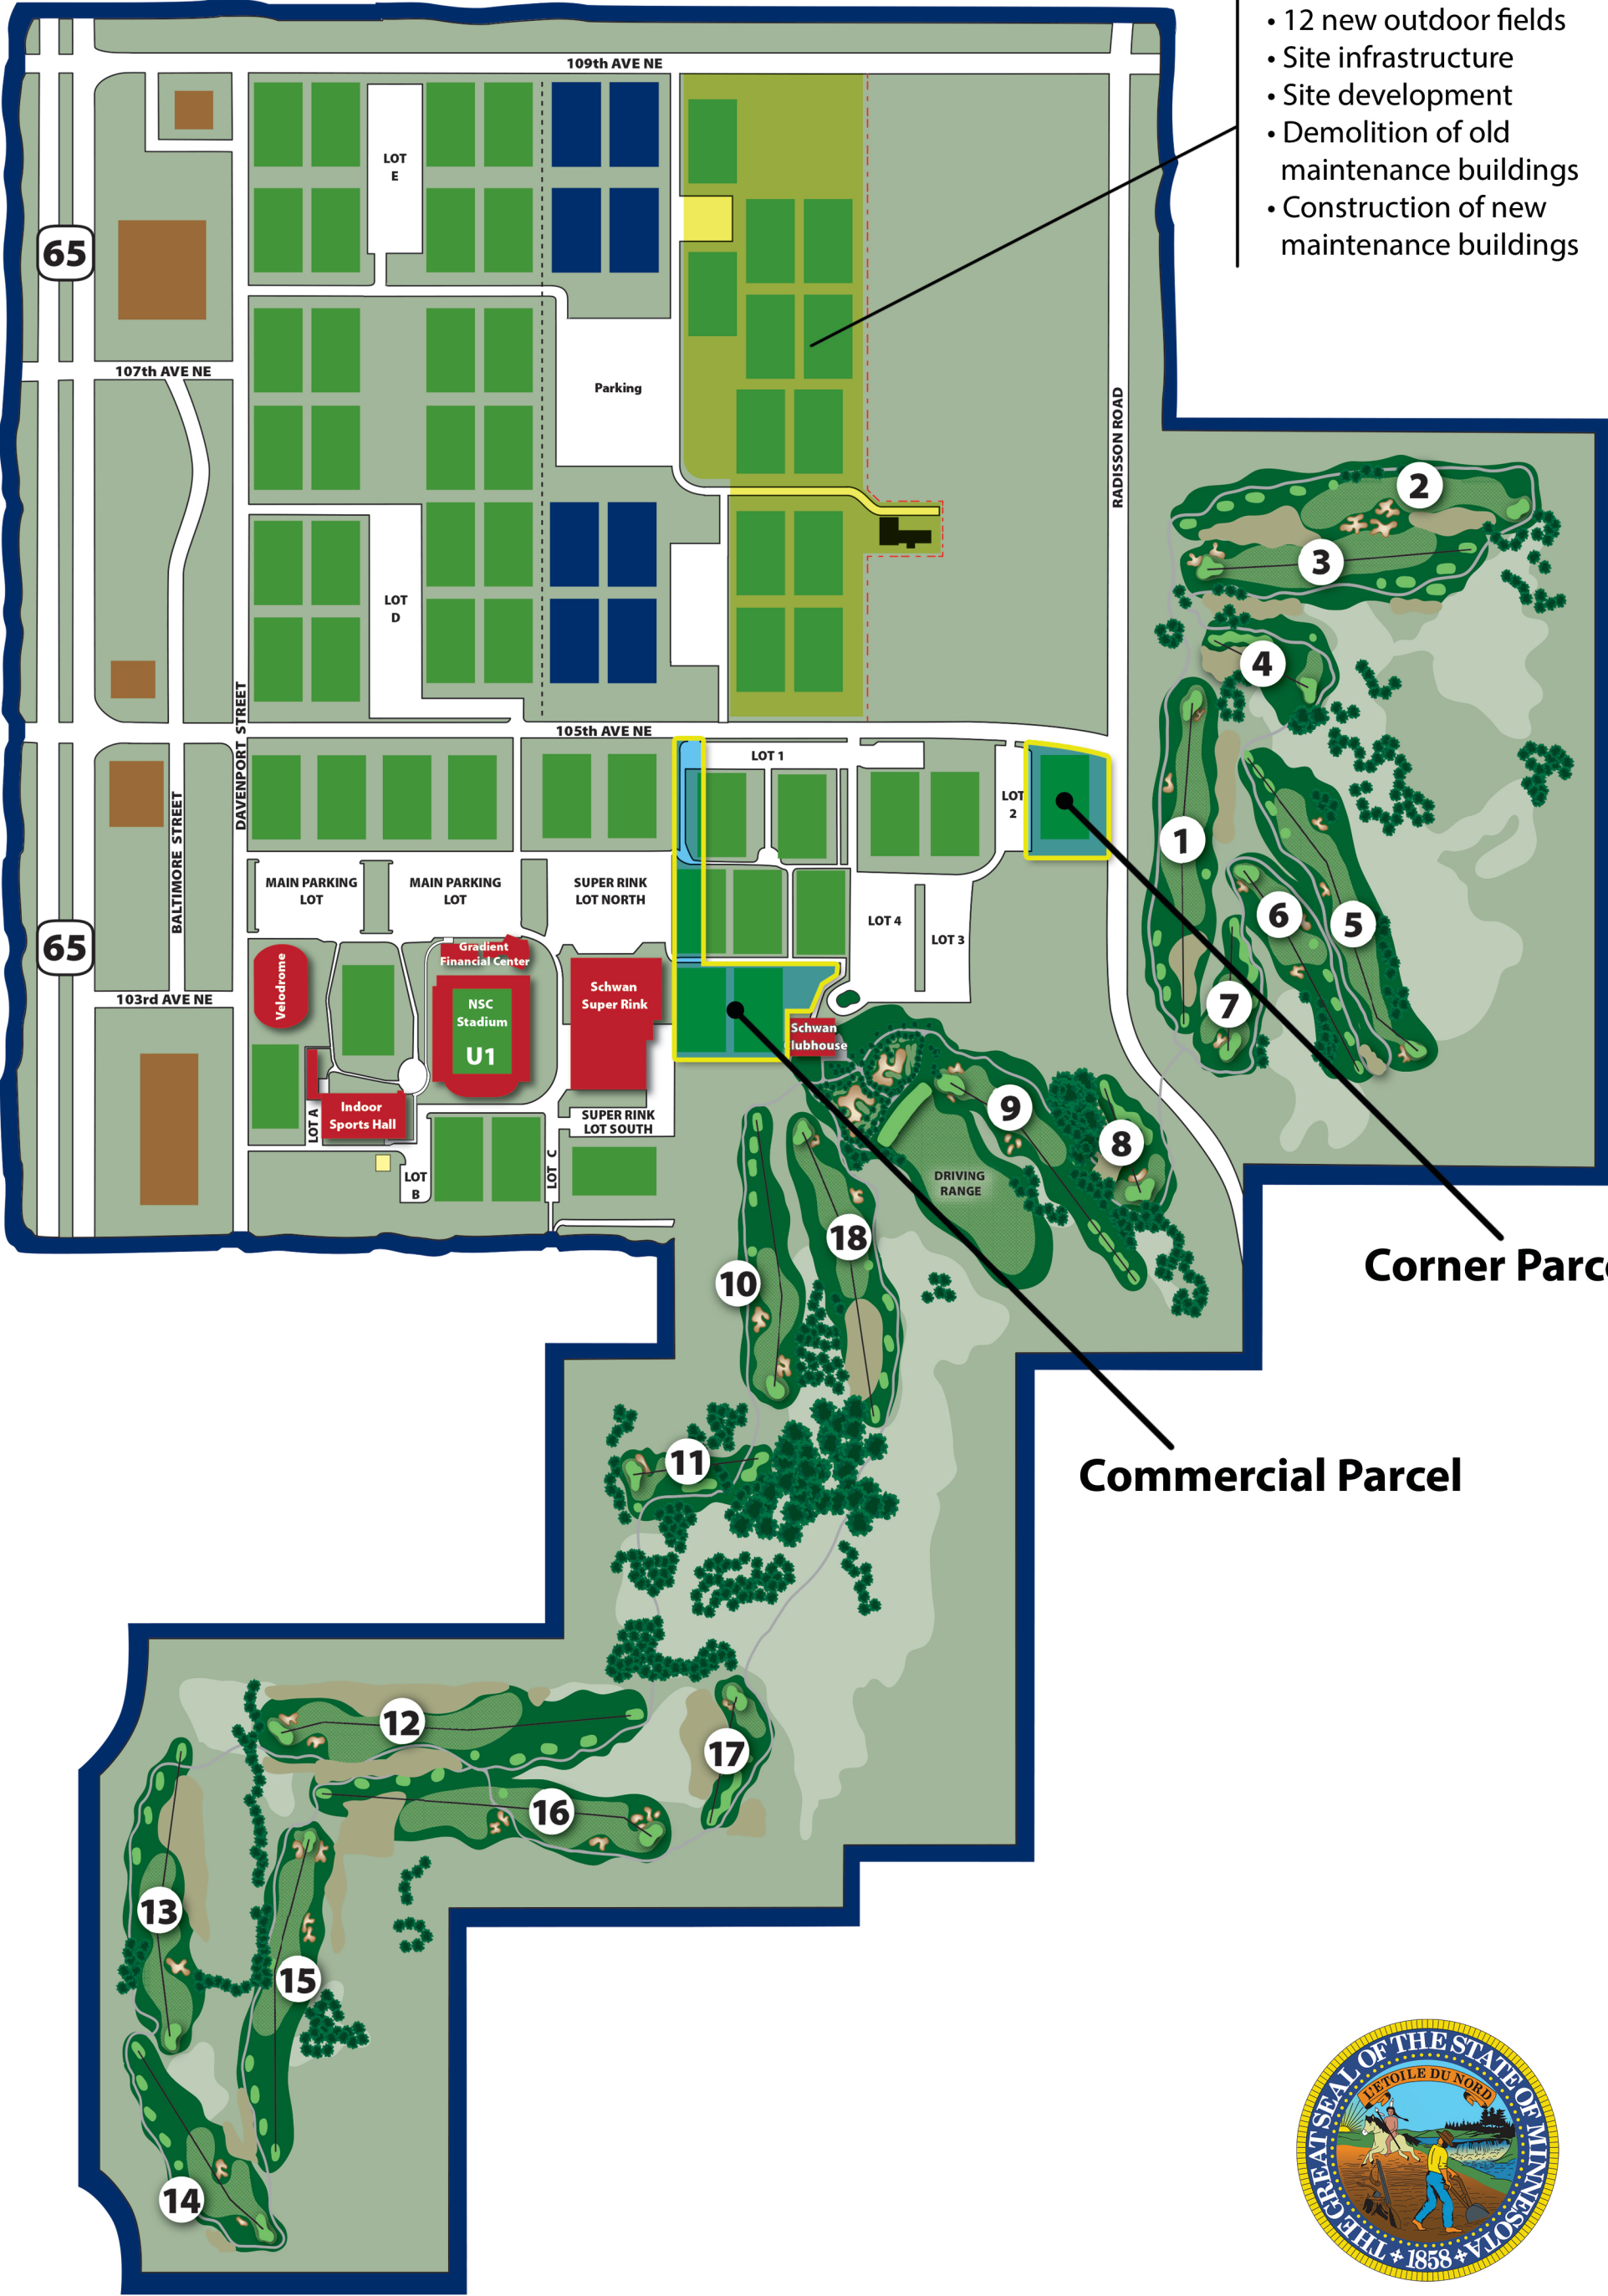 • 12 new outdoor fields
• Site infrastructure
• Site development
• Demolition of old
maintenance buildings
• Construction of new
maintenance buildings
109th AVE NE
LOT
E
65
107th AVE NE
Parking
RADISSON ROAD
LOT
D
DAVENPORT STREET
105th AVE NE
LOT 1
LOT
2
BALTIMORE STREET
MAIN PARKING
LOT
MAIN PARKING
LOT
SUPER RINK
LOT NORTH
LOT 4
LOT 3
65
103rd AVE NE
Velodrome
Gradient
Financial Center
NSC
Stadium
U1
Schwan
Super Rink
Schwan
lubhouse
Indoor
Sports Hall
LOT A
LOT
B
LOT C
SUPER RINK
LOT SOUTH
DRIVING
RANGE
2
3
4
1
5
6
7
9
8
18
10
11
12
17
16
13
15
14
Corner Parc
Commercial Parcel
THE GREAT SEAL OF THE STATE OF MINNESOTA
L'ETOILE DU NORD
1858